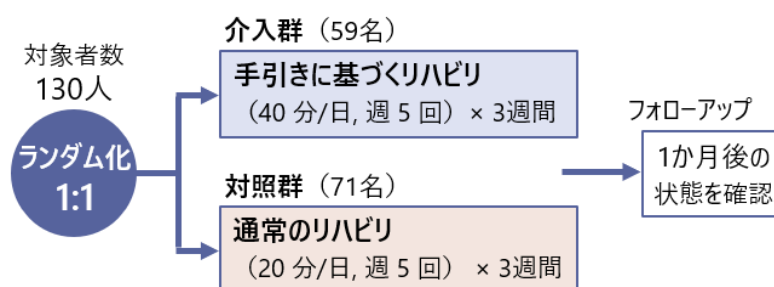 対象者数
130人
ランダム化
1:1
介入群（59名）
手引きに基づくリハビリ
（40 分/日, 週 5 回）× 3週間
対照群（71名）
通常のリハビリ
（20 分/日, 週 5 回） × 3週間
フォローアップ
1か月後の
状態を確認